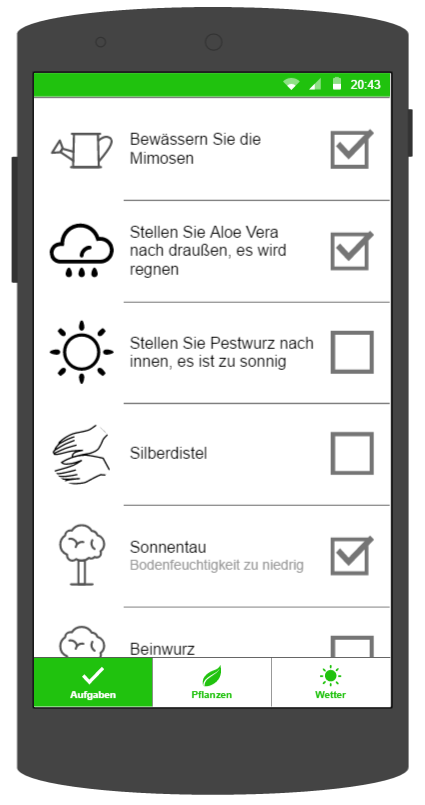 20:43
Bewässern Sie die
Mimosen
Stellen Sie Aloe Vera
nach draußen, es wird
regnen
Stellen Sie Pestwurz nach
innen, es ist zu sonnig
Silberdistel
Sonnentau
Bodenfeuchtigkeit zu niedrig
Beinwurz
Aufgaben
Pflanzen
Wetter